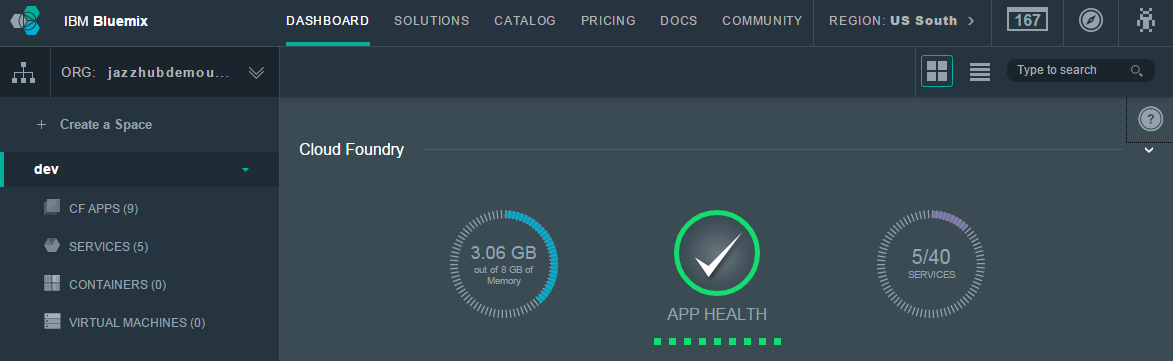 IBM Bluemix
DASHBOARD
SOLUTIONS
CATALOG
PRICING
DOCS
COMMUNITY
REGION: US South >
167
ORG: jazzhubdemou...
Type to search
+ Create a Space
?
dev
Cloud Foundry
CF APPS (9)
SERVICES (5)
CONTAINERS (0)
VIRTUAL MACHINES (0)
3.06 GB
out of 8 GB of
Memory
APP HEALTH
5/40
SERVICES